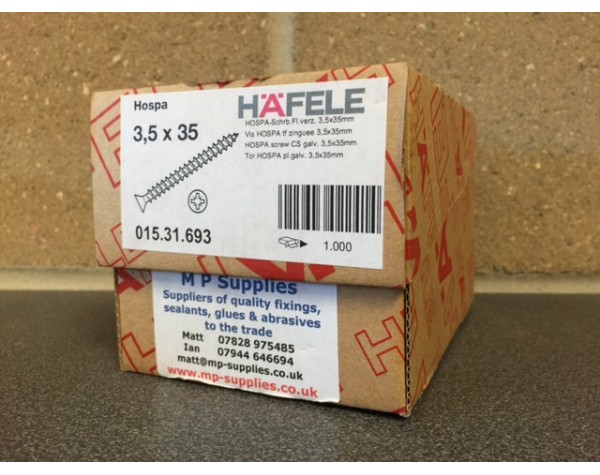 Hospa
HÄFELE
3,5 x 35
HOSPA-Schrb.Fl.verz. 3,5x35mm
Vis HOSPA tf zinguee 3,5x35mm
HOSPA screw CS galv. 3,5x35mm
Tor.HOSPA pl.galv. 3,5x35mm
015.31.693
1.000
M P Supplies
Suppliers of quality fixings,
sealants, glues & abrasives
to the trade
Matt 07828 975485
Ian 07944 646694
matt@mp-supplies.co.uk
www.mp-supplies.co.uk